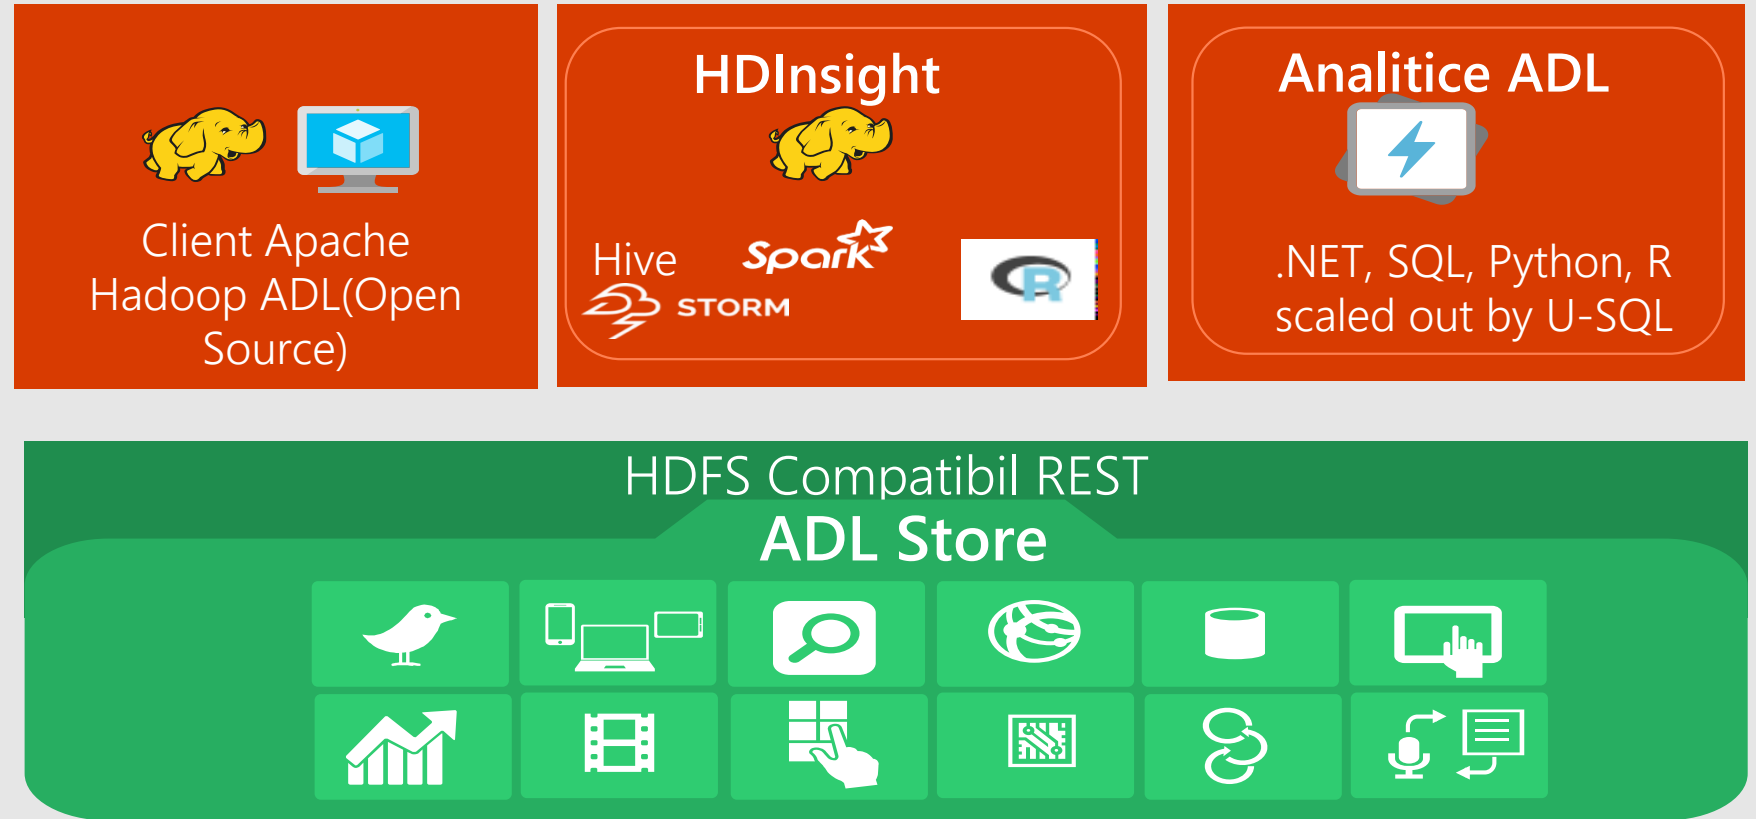 Client Apache
Hadoop ADL(Open
Source)
HDInsight
Hive
Spark
STORM
R
Analitice ADL
.NET, SQL, Python, R
scaled out by U-SQL
HDFS Compatibil REST
ADL Store